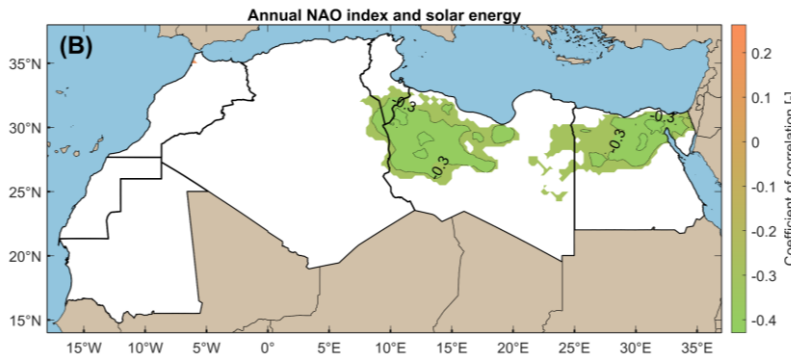 Annual NAO index and solar energy
(B)
35°N
30°N
25°N
20°N
15°N
15°W
10°W
5°W
0°E
5°E
10°E
15°E
20°E
25°E
30°E
35°E
-0.3
-0.3
-0.3
-0.3
0.2
0.1
0
-0.1
-0.2
-0.3
-0.4
Coefficient of correlation [-]